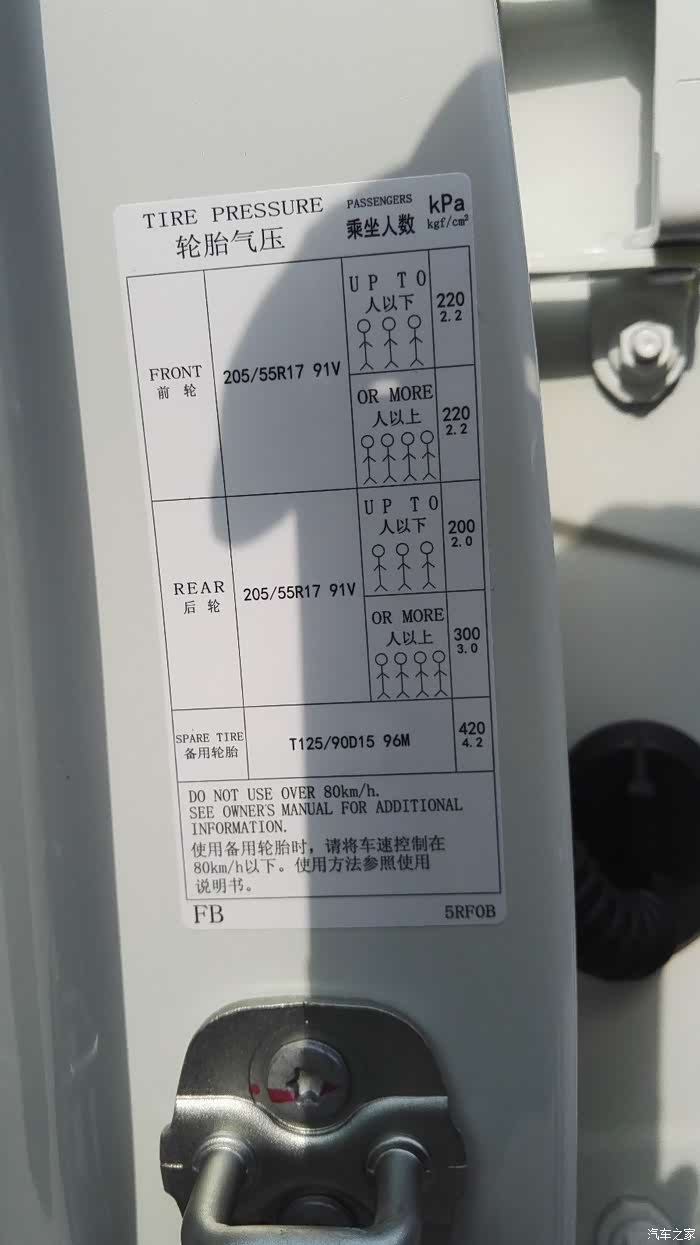 TIRE PRESSURE
轮胎气压
PASSENGERS
乘坐人数
kPa
kgf/cm²
FRONT
前 轮
205/55R17 91V
UP TO
人以下
220
2.2
OR MORE
人以上
220
2.2
REAR
后 轮
205/55R17 91V
UP TO
人以下
200
2.0
OR MORE
人以上
300
3.0
SPARE TIRE
备用轮胎
T125/90D15 96M
420
4.2
DO NOT USE OVER 80km/h.
SEE OWNER'S MANUAL FOR ADDITIONAL
INFORMATION.
使用备用轮胎时，请将车速控制在
80km/h以下。使用方法参照使用
说明书。
FB
5RF0B
汽车之家